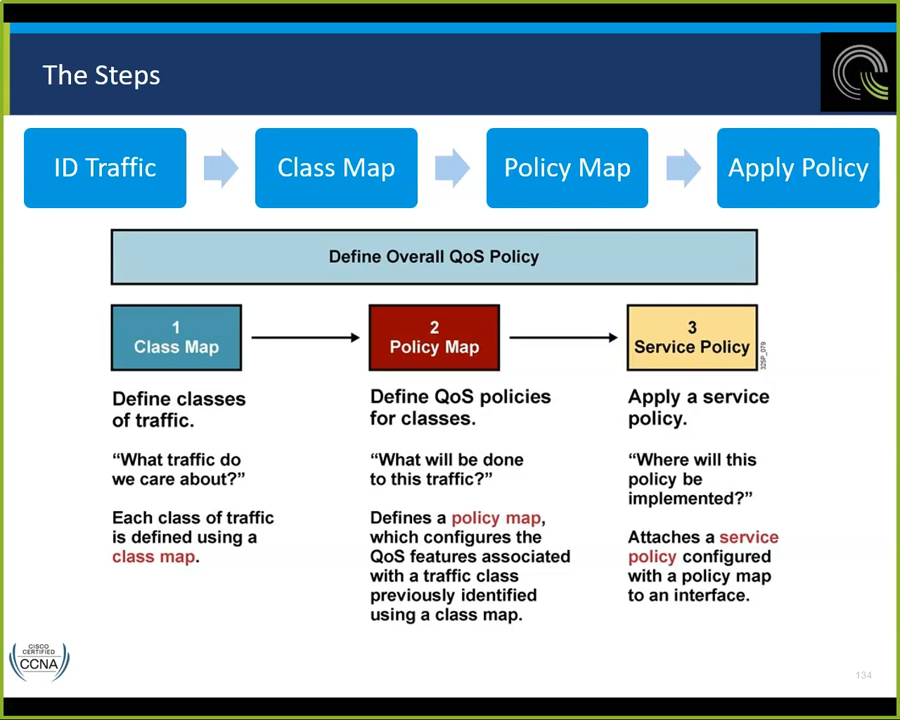 The Steps
ID Traffic
Class Map
Policy Map
Apply Policy
Define Overall QoS Policy
1
Class Map
2
Policy Map
3
Service Policy
325P_079
Define classes
of traffic.
“What traffic do
we care about?”
Each class of traffic
is defined using a
class map.
Define QoS policies
for classes.
“What will be done
to this traffic?”
Defines a policy map,
which configures the
QoS features associated
with a traffic class
previously identified
using a class map.
Apply a service
policy.
“Where will this
policy be
implemented?”
Attaches a service
policy configured
with a policy map
to an interface.
CISCO
CERTIFIED
CCNA
134